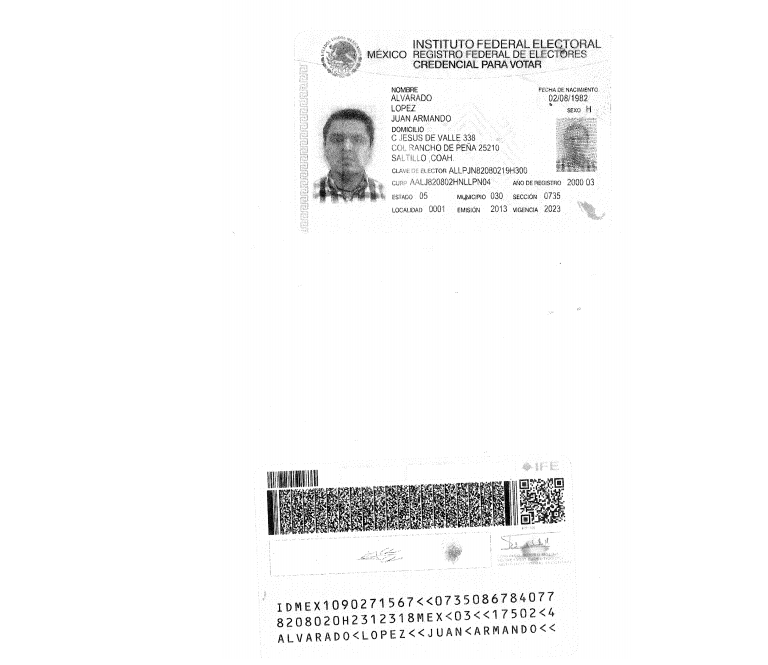 INSTITUTO FEDERAL ELECTORAL
MÉXICO REGISTRO FEDERAL DE ELECTORES
CREDENCIAL PARA VOTAR
NOMBRE
ALVARADO
LOPEZ
JUAN ARMANDO
FECHA DE NACIMIENTO
02/08/1982
SEXO H
DOMICILIO
C JESUS DE VALLE 338
COL RANCHO DE PEÑA 25210
SALTILLO ,COAH.
CLAVE DE ELECTOR ALLPJN82080219H300
CURP AALJ820802HNLLPN04 AÑO DE REGISTRO 2000 03
ESTADO 05 MUNICIPIO 030 SECCIÓN 0735
LOCALIDAD 0001 EMISIÓN 2013 VIGENCIA 2023
IFE
IDMEX1090271567<<0735086784077
8208020H2312318MEX<03<<17502<4
ALVARADO<LOPEZ<<JUAN<ARMANDO<<